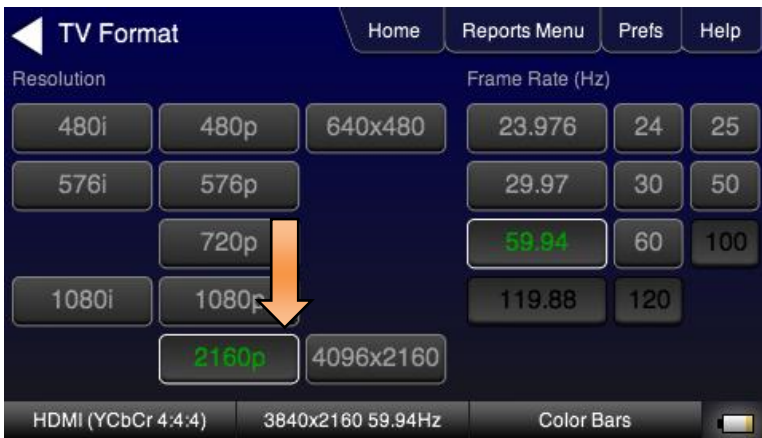 TV Format Home Reports Menu Prefs Help
Resolution Frame Rate (Hz)
480i 480p 640x480 23.976 24 25
576i 576p 29.97 30 50
720p 59.94 60 100
1080i 1080p 119.88 120
2160p 4096x2160
HDMI (YCbCr 4:4:4) 3840x2160 59.94Hz Color Bars